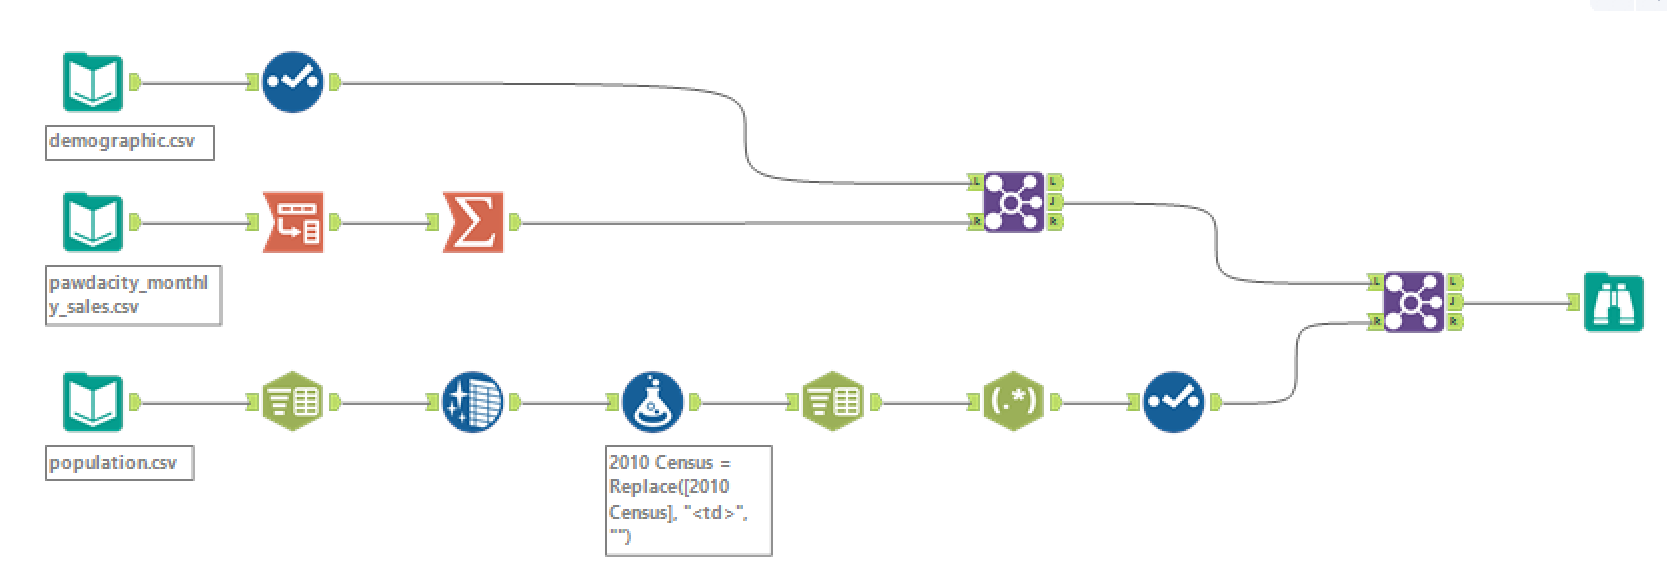 demographic.csv
L
L
J
R
R
pawdacity_monthl
y_sales.csv
L
L
J
R
R
(.*)
population.csv
2010 Census =
Replace([2010
Census], "<td>",
"")